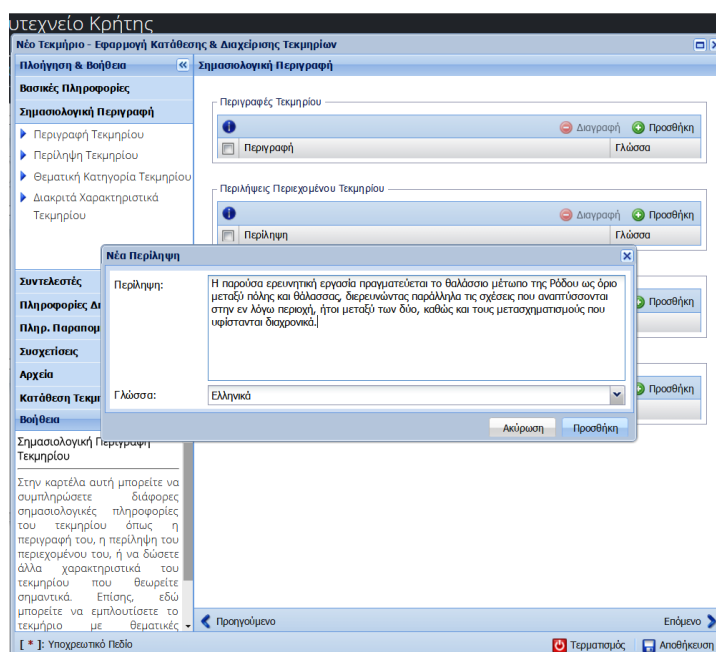 υτεχνείο Κρήτης
Νέο Τεκμήριο - Εφαρμογή Κατάθεσης & Διαχείρισης Τεκμηρίων
Πλοήγηση & Βοήθεια
Σημασιολογική Περιγραφή
Βασικές Πληροφορίες
Σημασιολογική Περιγραφή
Περιγραφή Τεκμηρίου
Περίληψη Τεκμηρίου
Θεματική Κατηγορία Τεκμηρίου
Διακριτά Χαρακτηριστικά
Τεκμηρίου
Περιγραφές Τεκμηρίου
Διαγραφή Προσθήκη
Περιγραφή Γλώσσα
Περιλήψεις Περιεχομένου Τεκμηρίου
Διαγραφή Προσθήκη
Περίληψη Γλώσσα
Νέα Περίληψη
Περίληψη:
Η παρούσα ερευνητική εργασία πραγματεύεται το θαλάσσιο μέτωπο της Ρόδου ως όριο
μεταξύ πόλης και θάλασσας, διερευνώντας παράλληλα τις σχέσεις που αναπτύσσονται
στην εν λόγω περιοχή, ήτοι μεταξύ των δύο, καθώς και τους μετασχηματισμούς που
υφίστανται διαχρονικά.
Γλώσσα: Ελληνικά
Ακύρωση Προσθήκη
Συντελεστές
Πληροφορίες Δι
Πληρ. Παραπομ
Συσχετίσεις
Αρχεία
Κατάθεση Τεκμη
Βοήθεια
Προσθήκη
Προσθήκη
Σημασιολογική Περιγραφή
Τεκμηρίου
Στην καρτέλα αυτή μπορείτε να
συμπληρώσετε διάφορες
σημασιολογικές πληροφορίες
του τεκμηρίου όπως η
περιγραφή του, η περίληψη του
περιεχομένου του, ή να δώσετε
άλλα χαρακτηριστικά του
τεκμηρίου που θεωρείτε
σημαντικά. Επίσης, εδώ
μπορείτε να εμπλουτίσετε το
τεκμήριο με θεματικές
Προηγούμενο Επόμενο
[ * ]: Υποχρεωτικό Πεδίο
Τερματισμός Αποθήκευση